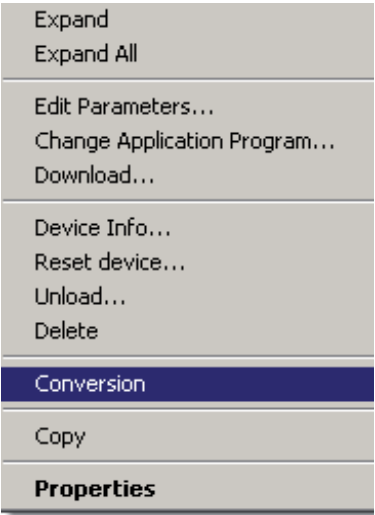 Expand
Expand All
Edit Parameters...
Change Application Program...
Download...
Device Info...
Reset device...
Unload...
Delete
Conversion
Copy
Properties